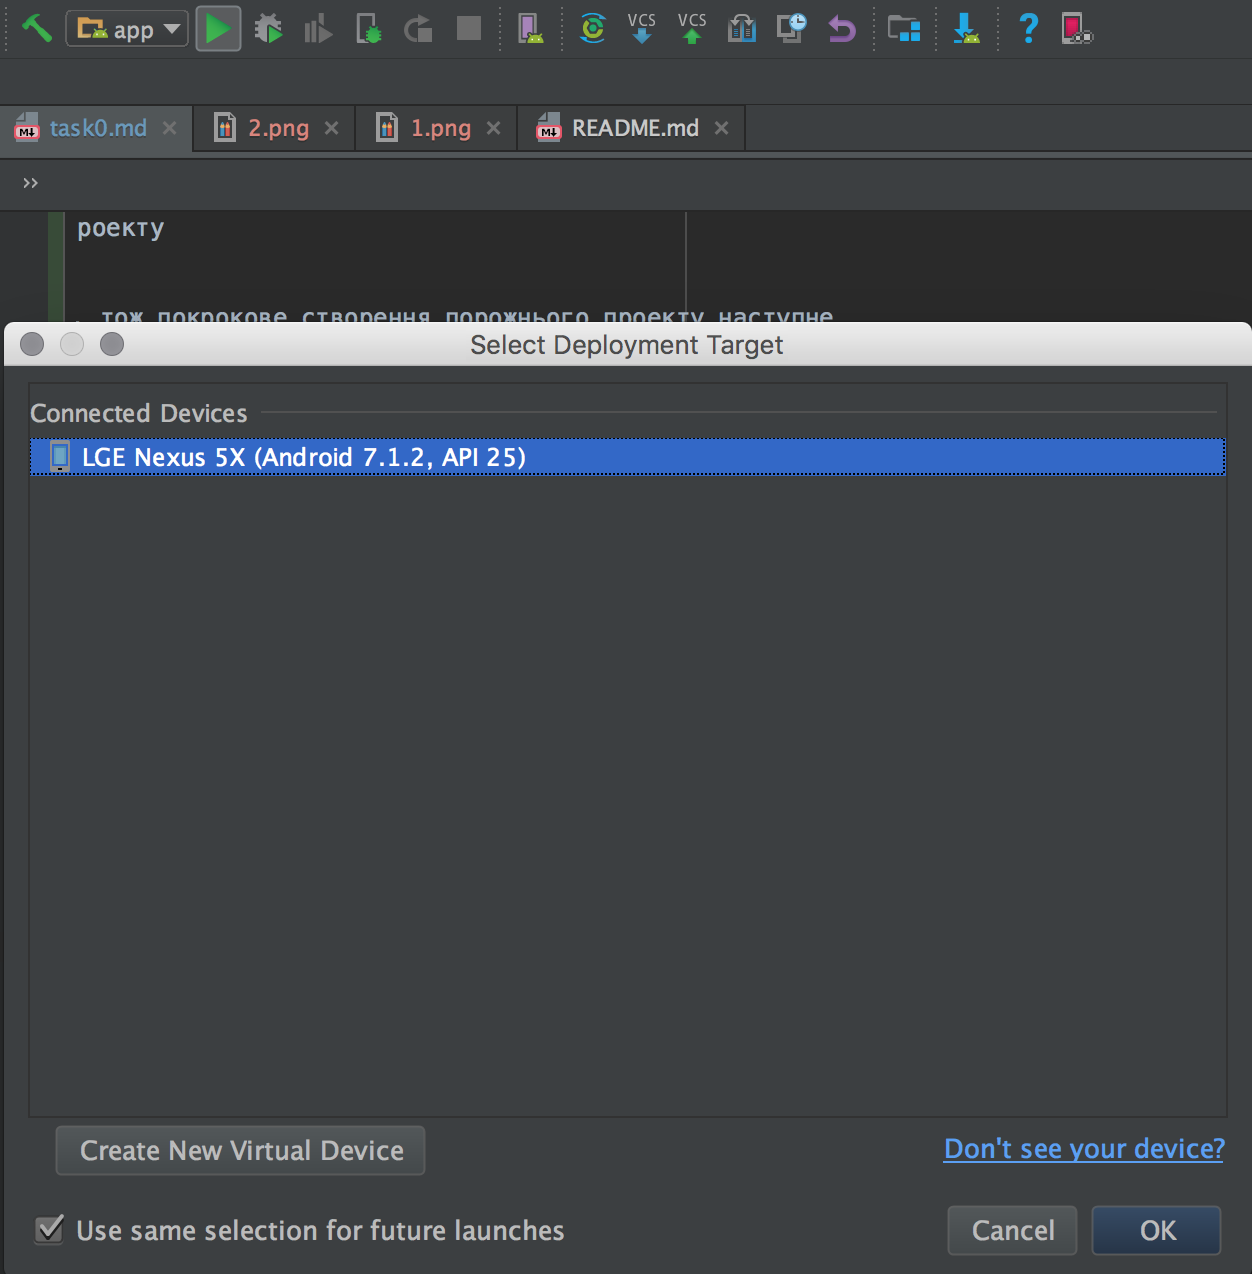 app
VCS VCS
?
task0.md 2.png 1.png README.md
роекту
, тож покрокове створення порожнього проекту наступне
Select Deployment Target
Connected Devices
LGE Nexus 5X (Android 7.1.2, API 25)
Create New Virtual Device
Don't see your device?
Use same selection for future launches
Cancel
OK